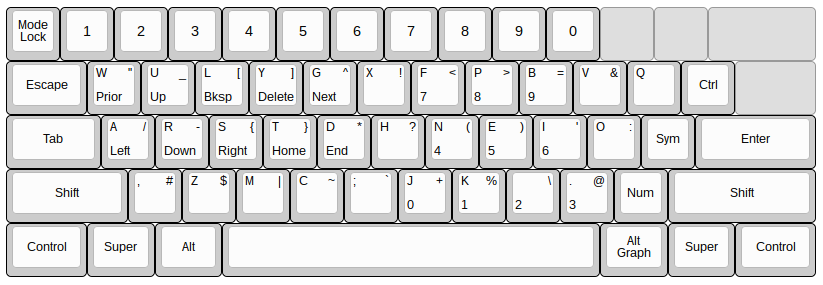 Mode Lock 1 2 3 4 5 6 7 8 9 0
W " U _ L [ Y ] G ^ X ! F < P > B = V & Q
Escape Prior Up Bksp Delete Next 7 8 9 Ctrl
A / R - S { T } D * H ? N ( E ) I ' O :
Tab Left Down Right Home End 4 5 6 Sym Enter
, # Z $ M | C ~ ; ` J + K % \ . @
Shift 0 1 2 3 Num Shift
Control Super Alt Alt Graph Super Control